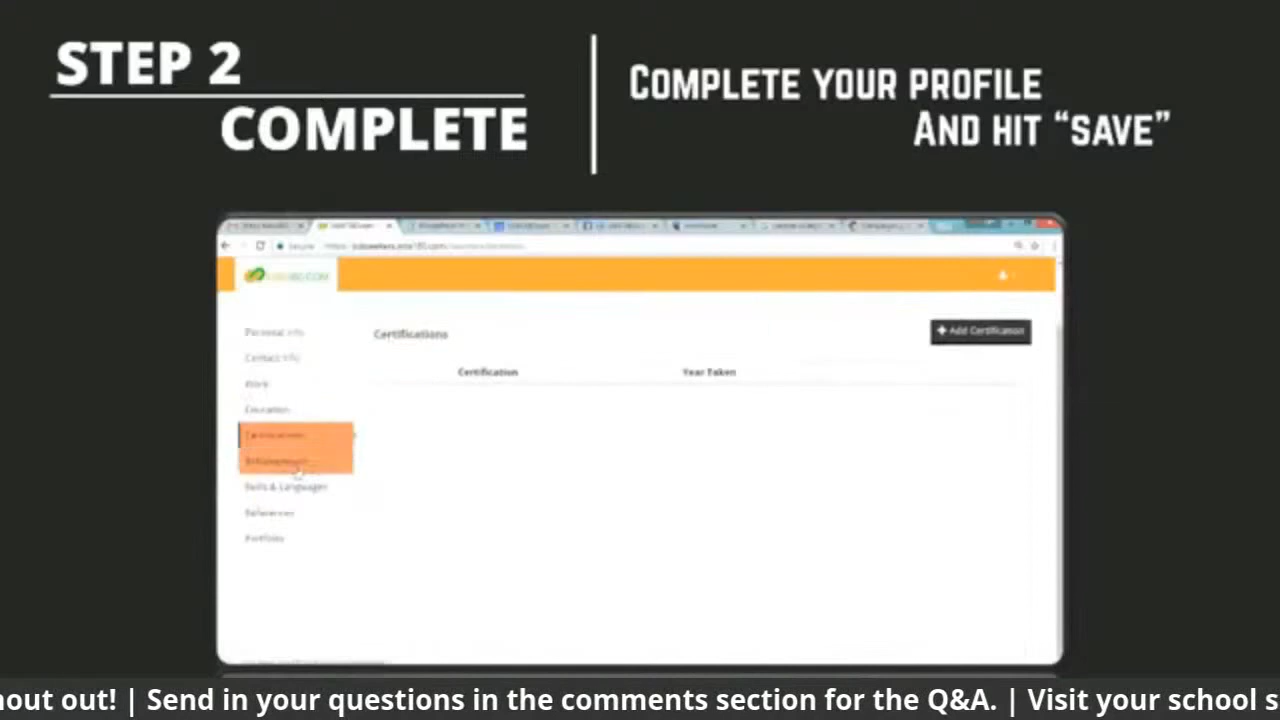 STEP 2
COMPLETE
COMPLETE YOUR PROFILE
AND HIT “SAVE”
Personal Info
Contact Info
Work
Education
Skills & Languages
References
Portfolio
Certifications
+ Add Certification
Certification Year Taken
hout out! | Send in your questions in the comments section for the Q&A. | Visit your school s